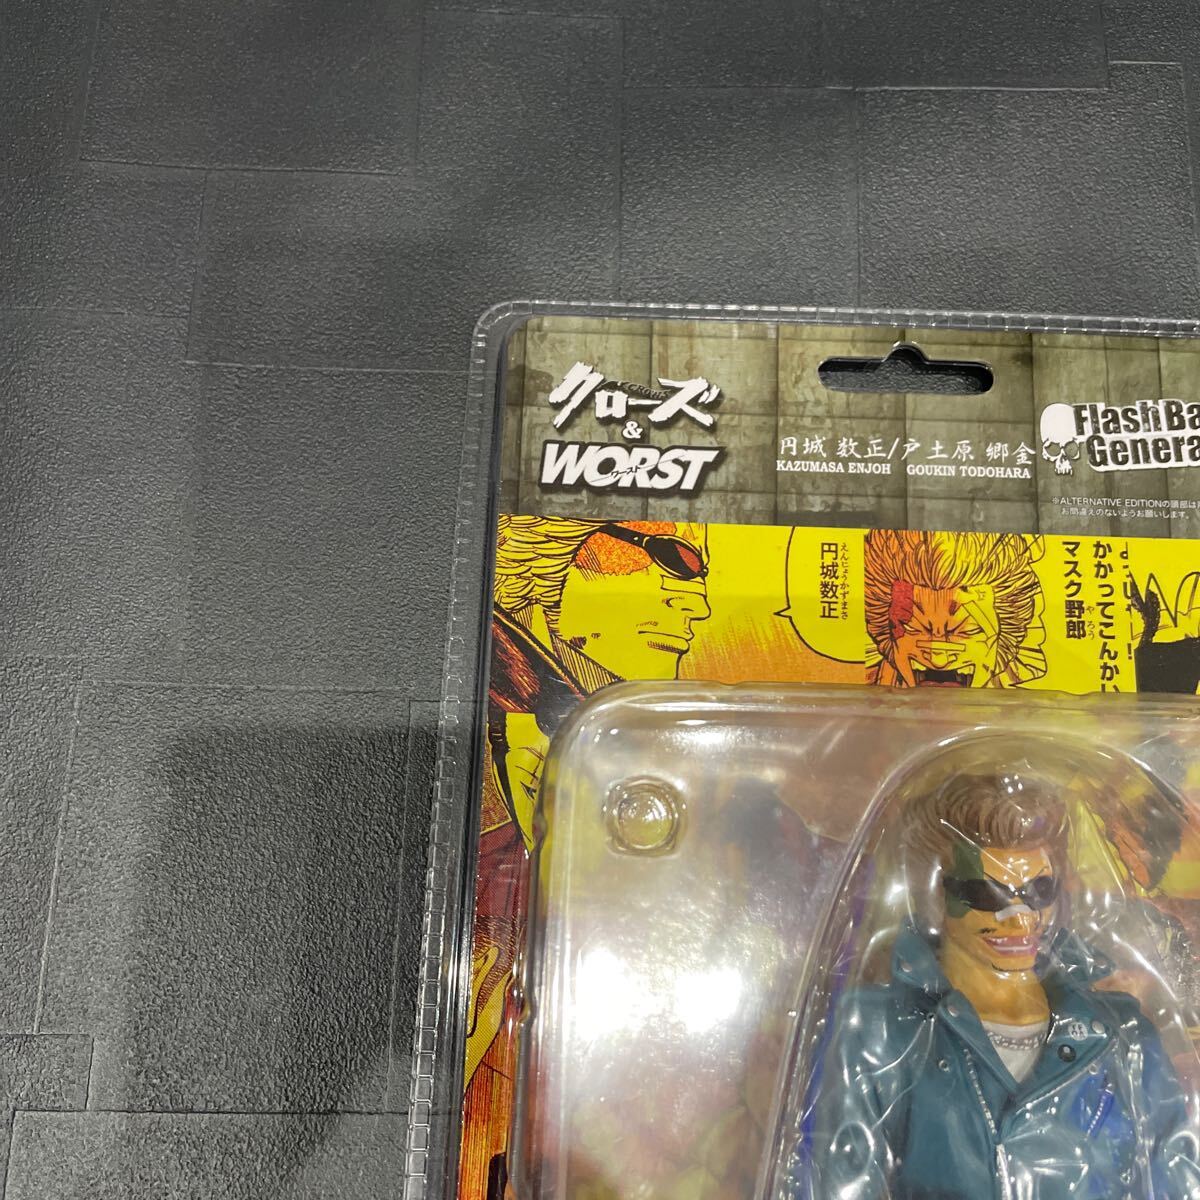 クローズ
CROWS
&
WORST
ワースト
円城 数正/戸土原 郷金
KAZUMASA ENJOH GOUKIN TODOHARA
FlashBa
Genera
※ALTERNATIVE EDITIONの頭部は
お間違えのないようお願いします。
えんじょうかずまさ
円城数正
かかってこんかい
やろう
マスク野郎